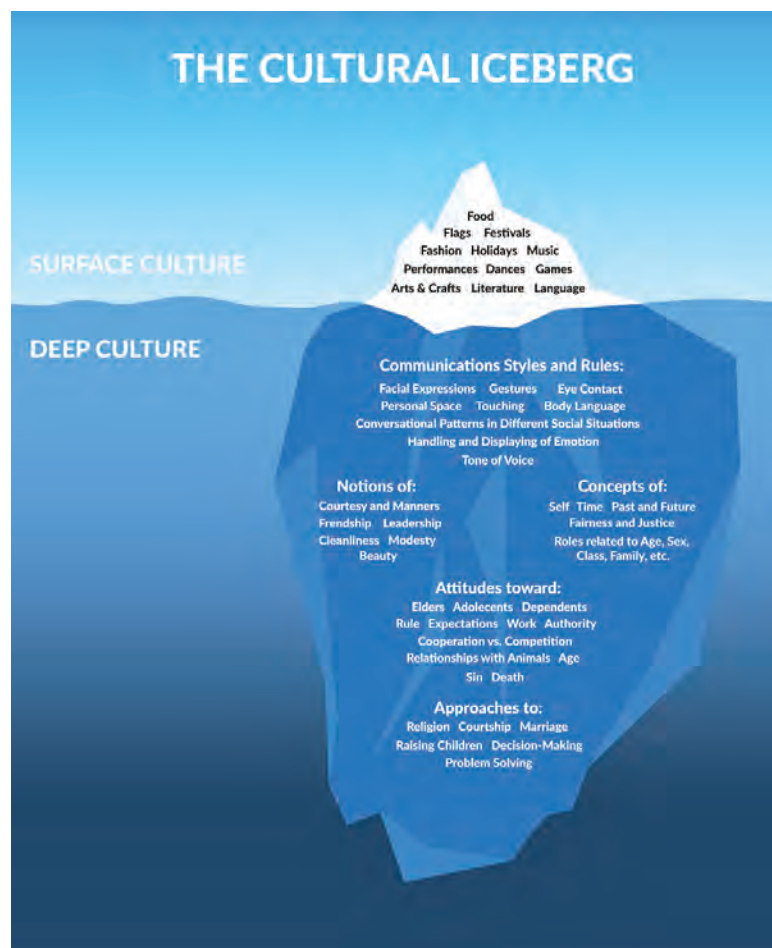 THE CULTURAL ICEBERG
Food
Flags Festivals
Fashion Holidays Music
Performances Dances Games
Arts & Crafts Literature Language
SURFACE CULTURE
DEEP CULTURE
Communications Styles and Rules:
Facial Expressions Gestures Eye Contact
Personal Space Touching Body Language
Conversational Patterns in Different Social Situations
Handling and Displaying of Emotion
Tone of Voice
Notions of:
Courtesy and Manners
Frendship Leadership
Cleanliness Modesty
Beauty
Concepts of:
Self Time Past and Future
Fairness and Justice
Roles related to Age, Sex,
Class, Family, etc.
Attitudes toward:
Elders Adolecents Dependents
Rule Expectations Work Authority
Cooperation vs. Competition
Relationships with Animals Age
Sin Death
Approaches to:
Religion Courtship Marriage
Raising Children Decision-Making
Problem Solving